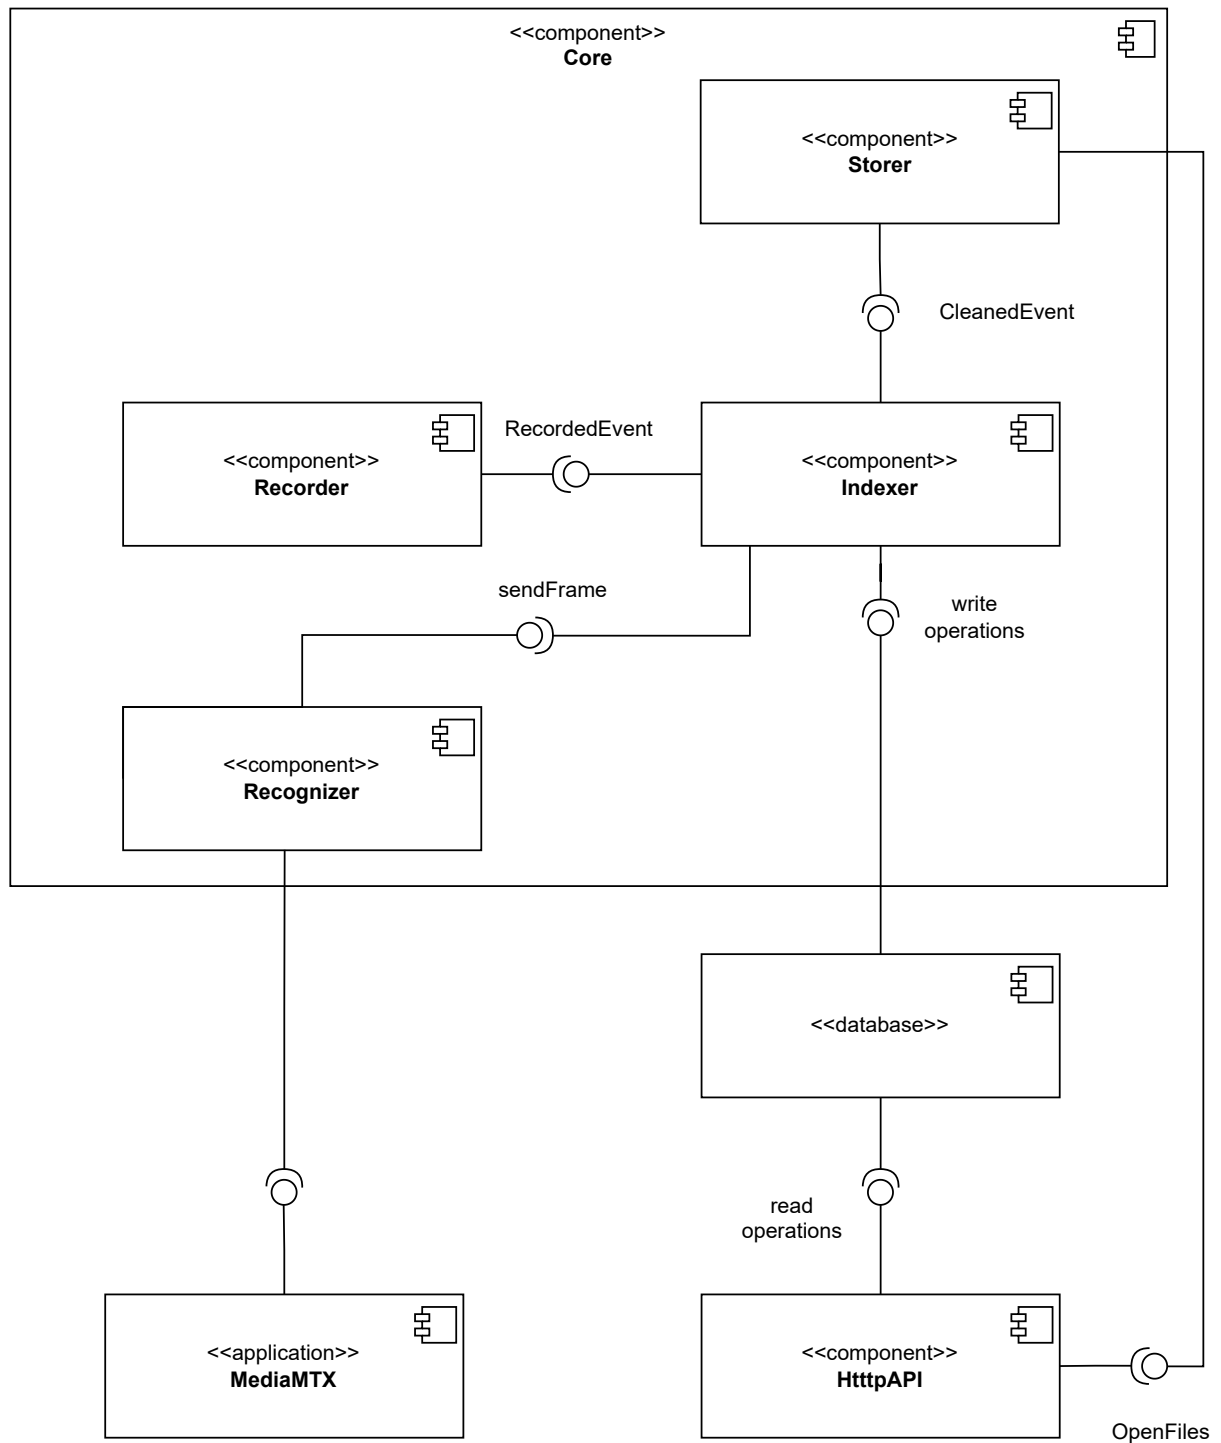 <<component>>
Core
<<component>>
Storer
CleanedEvent
RecordedEvent
<<component>>
Recorder
<<component>>
Indexer
sendFrame
write
operations
<<component>>
Recognizer
<<database>>
read
operations
<<application>>
MediaMTX
<<component>>
HtttpAPI
OpenFiles